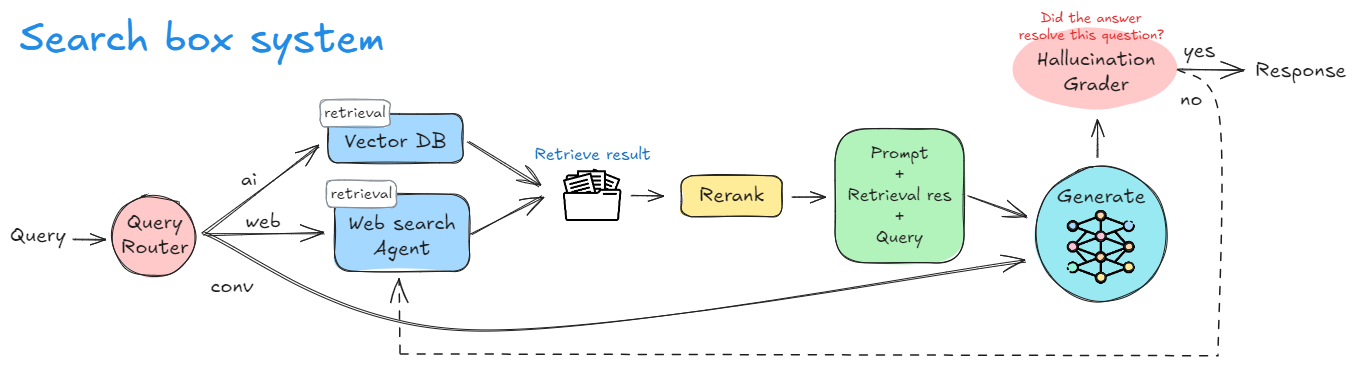 Search box system
Did the answer
resolve this question?
Hallucination
Grader
yes
no
Response
retrieval
Vector DB
Retrieve result
ai
retrieval
Web search
Agent
web
Query
Query
Router
conv
Rerank
Prompt
+
Retrieval res
+
Query
Generate